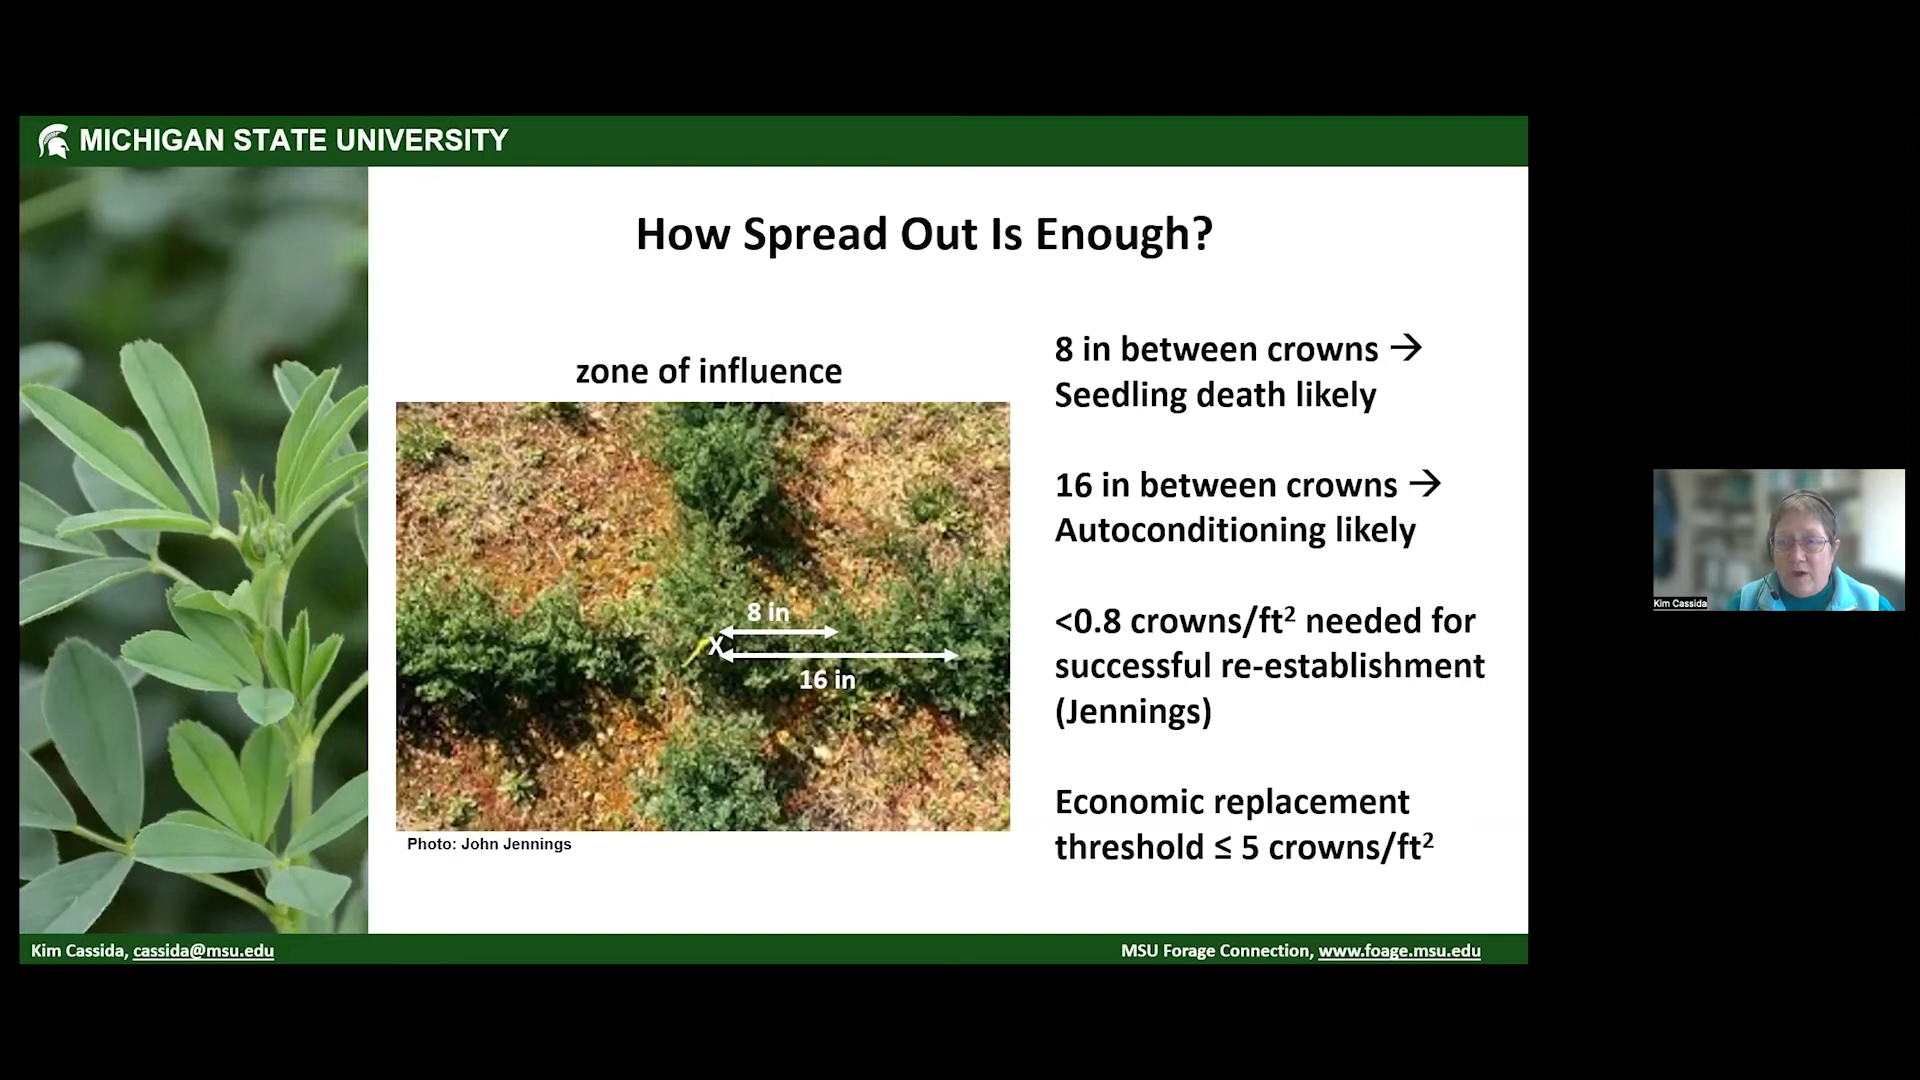 MICHIGAN STATE UNIVERSITY
How Spread Out Is Enough?
zone of influence
8 in
X
16 in
Photo: John Jennings
8 in between crowns →
Seedling death likely
16 in between crowns →
Autoconditioning likely
<0.8 crowns/ft² needed for
successful re-establishment
(Jennings)
Economic replacement
threshold ≤ 5 crowns/ft²
Kim Cassida, cassida@msu.edu
MSU Forage Connection, www.foage.msu.edu
Kim Cassida